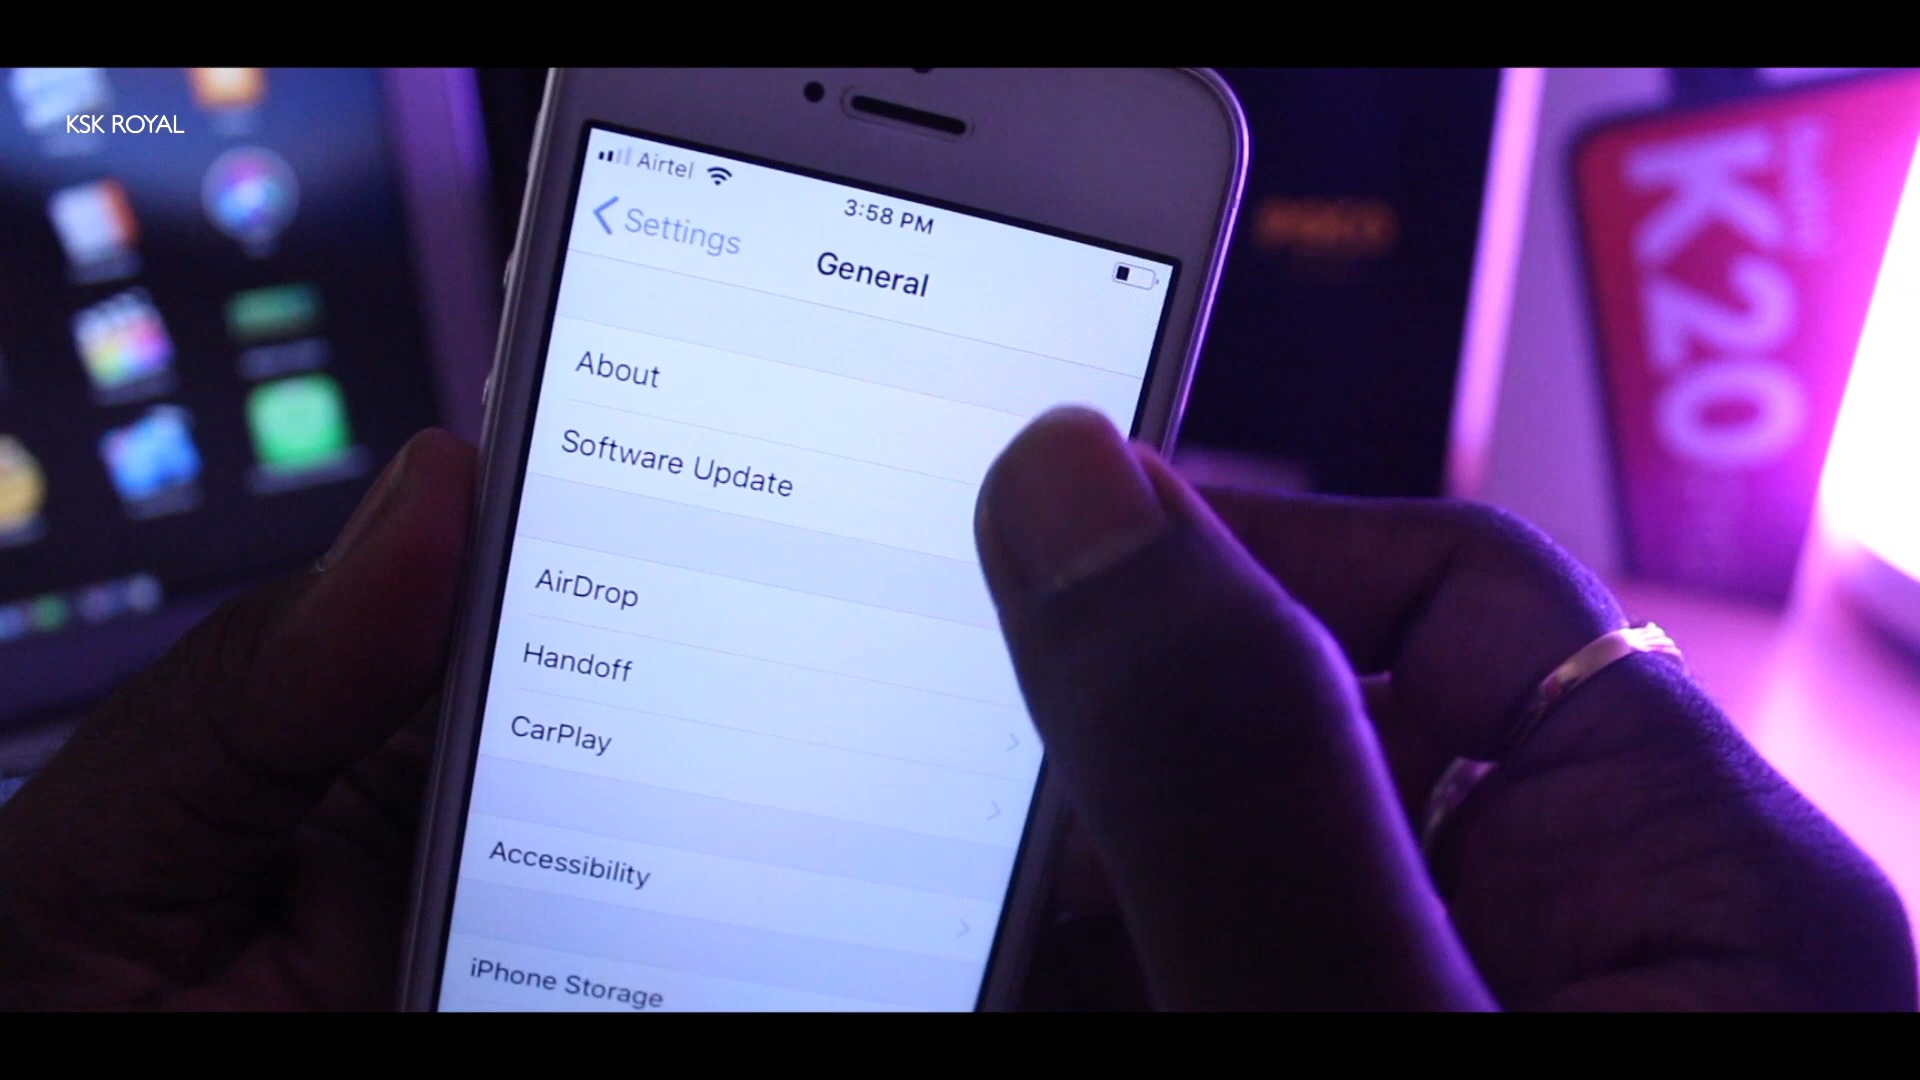 KSK ROYAL
Airtel
3:58 PM
Settings
General
About
Software Update
AirDrop
Handoff
CarPlay
Accessibility
iPhone Storage
K20